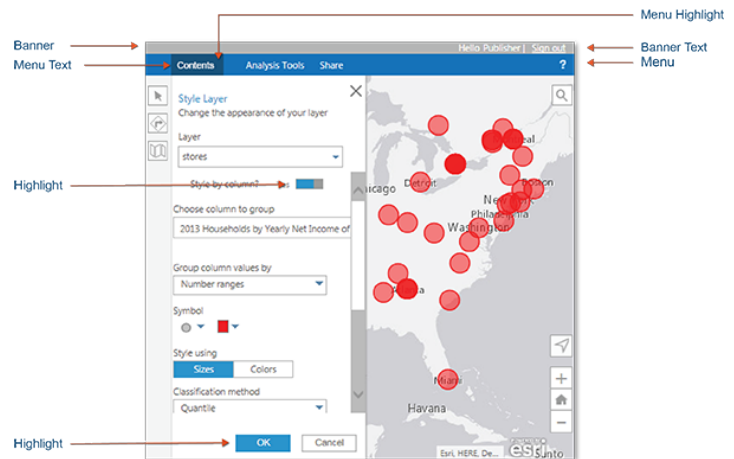 Menu Highlight
Banner
Hello Publisher | Sign out
Banner Text
Menu Text
Contents Analysis Tools Share ?
Menu
Style Layer
Change the appearance of your layer
Layer
stores
Highlight
Style by column?
Choose column to group
2013 Households by Yearly Net Income of
Group column values by
Number ranges
Symbol
Style using
Sizes Colors
Classification method
Quantile
Highlight
OK Cancel
Detroit
Boston
New
Philadelphia
Washington
Miami
Havana
Esri, HERE, De...
esri